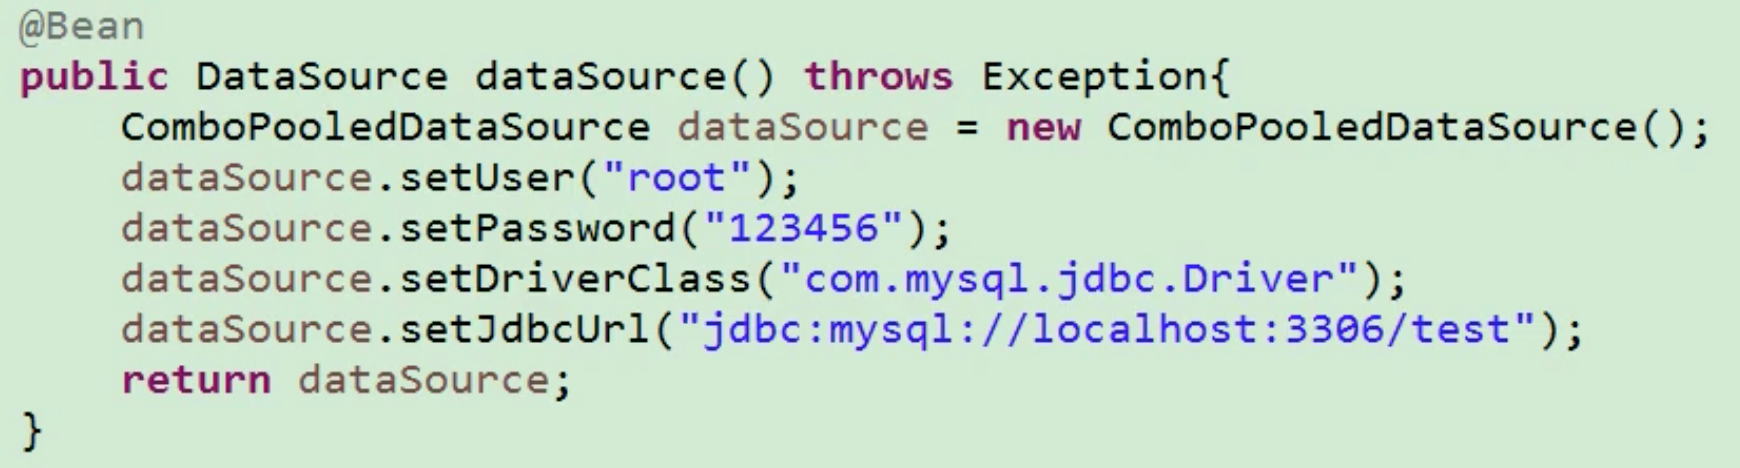 @Bean
public DataSource dataSource() throws Exception{
    ComboPooledDataSource dataSource = new ComboPooledDataSource();
    dataSource.setUser("root");
    dataSource.setPassword("123456");
    dataSource.setDriverClass("com.mysql.jdbc.Driver");
    dataSource.setJdbcUrl("jdbc:mysql://localhost:3306/test");
    return dataSource;
}